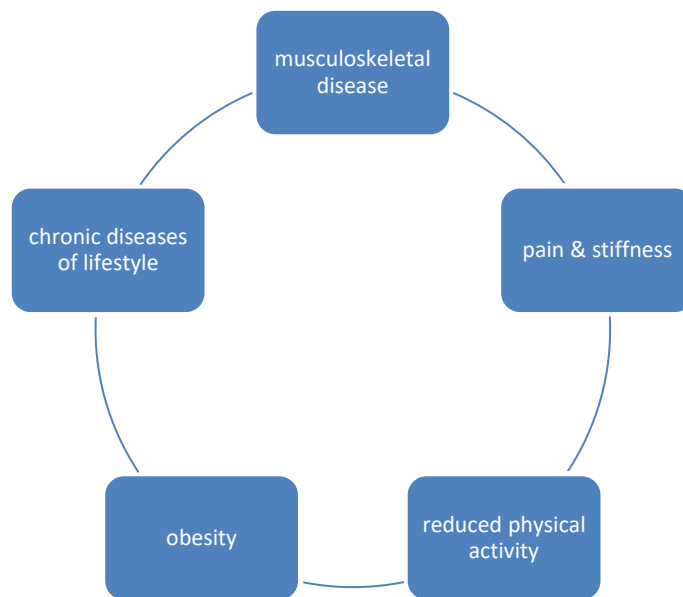 musculoskeletal
disease
pain & stiffness
reduced physical
activity
obesity
chronic diseases
of lifestyle